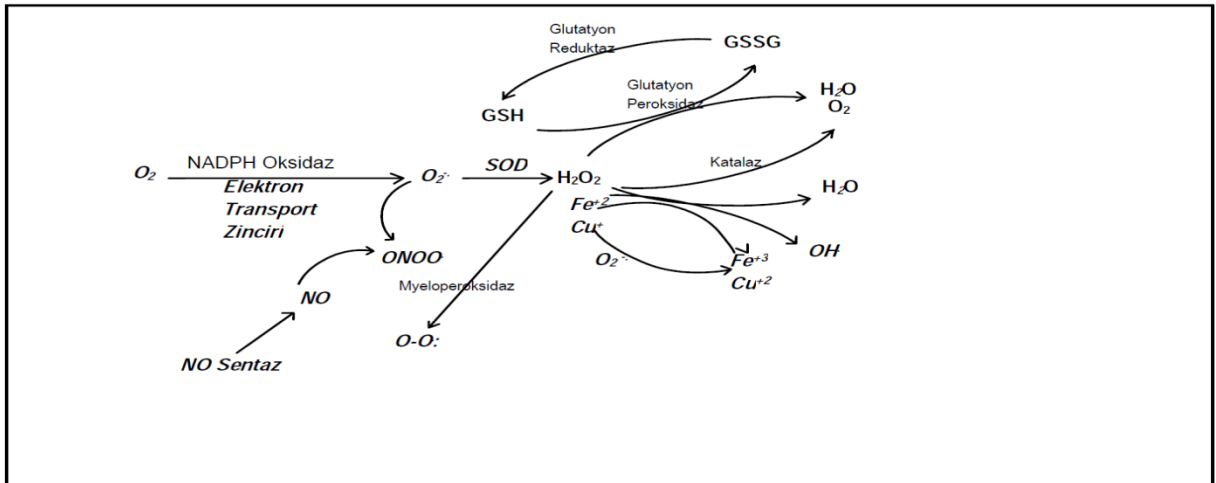 Glutatyon
Reduktaz
GSSG
Glutatyon
Peroksidaz
H₂O
O₂
GSH
NADPH Oksidaz
O₂
O₂⁻·
SOD
H₂O₂
Katalaz
Elektron
Transport
Zinciri
H₂O
Fe⁺²
Cu⁺
O₂⁻·
OH
ONOO
Fe⁺³
Cu⁺²
NO
Myeloperoksidaz
O-O:
NO Sentaz